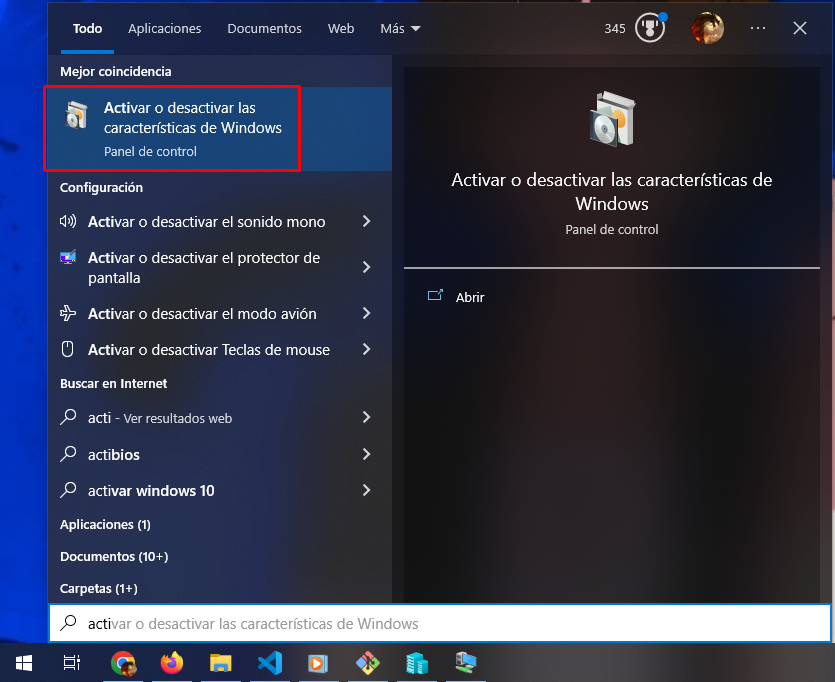 Todo Aplicaciones Documentos Web Más 345
Mejor coincidencia
Activar o desactivar las
características de Windows
Panel de control
Configuración
Activar o desactivar el sonido mono
Activar o desactivar el protector de
pantalla
Activar o desactivar el modo avión
Activar o desactivar Teclas de mouse
Buscar en Internet
acti - Ver resultados web
actibios
activar windows 10
Aplicaciones (1)
Documentos (10+)
Carpetas (1+)
Activar o desactivar las características de
Windows
Panel de control
Abrir
activar o desactivar las características de Windows